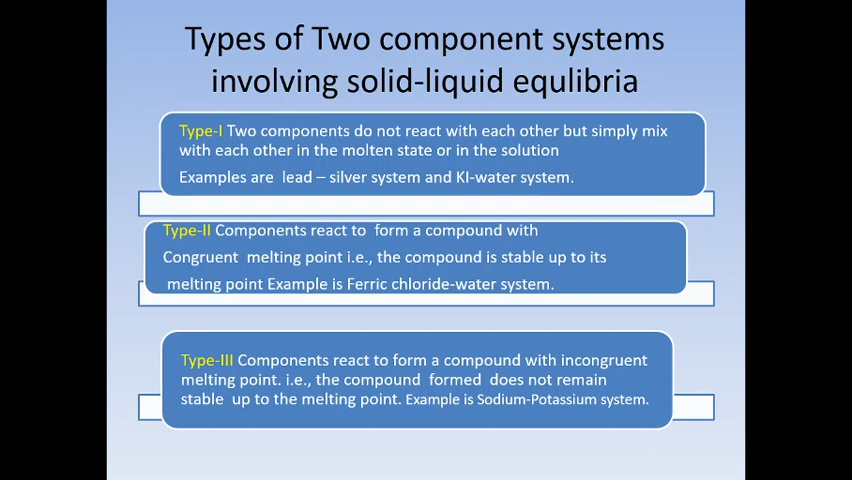 Types of Two component systems
involving solid-liquid equlibria
Type-I Two components do not react with each other but simply mix
with each other in the molten state or in the solution
Examples are lead – silver system and KI-water system.
Type-II Components react to form a compound with
Congruent melting point i.e., the compound is stable up to its
melting point Example is Ferric chloride-water system.
Type-III Components react to form a compound with incongruent
melting point. i.e., the compound formed does not remain
stable up to the melting point. Example is Sodium-Potassium system.